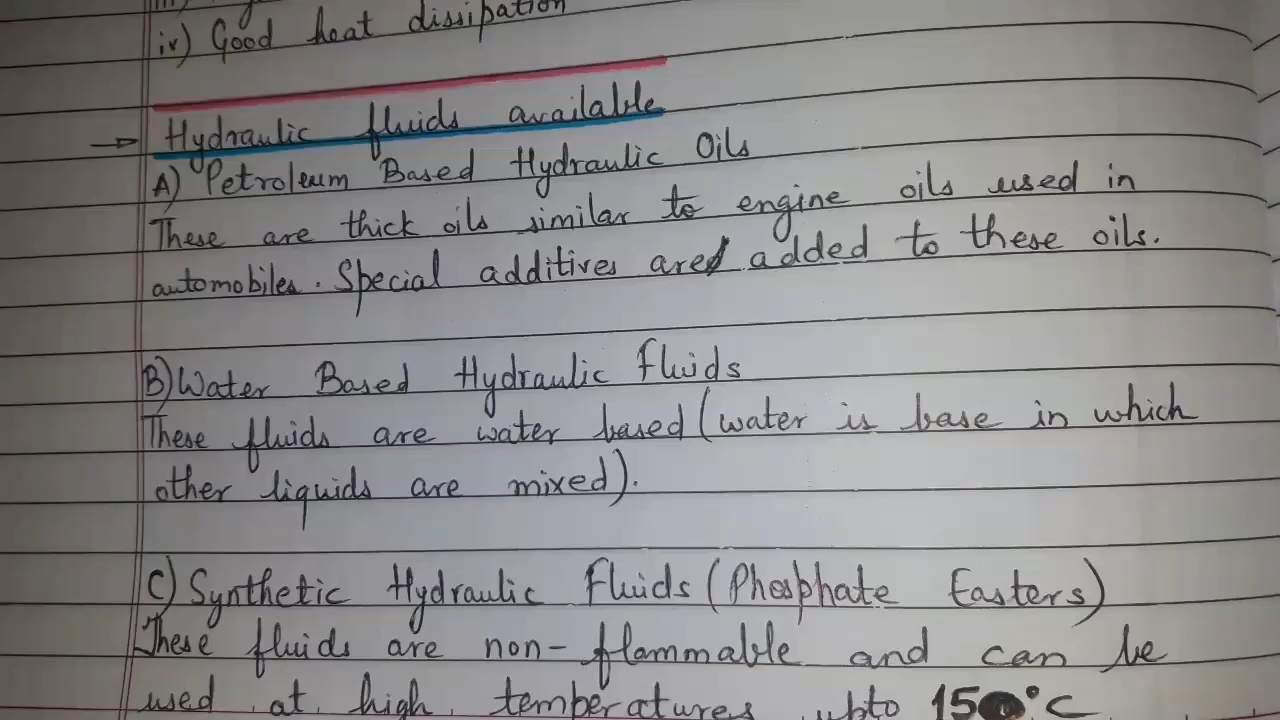 iv) Good heat dissipation
→ Hydraulic fluids available
A) Petroleum Based Hydraulic Oils
These are thick oils similar to engine oils used in
automobiles. Special additives are added to these oils.
B) Water Based Hydraulic Fluids
These fluids are water based (water is base in which
other liquids are mixed).
C) Synthetic Hydraulic Fluids (Phosphate Easters)
These fluids are non-flammable and can be
used at high temperatures upto 150°C